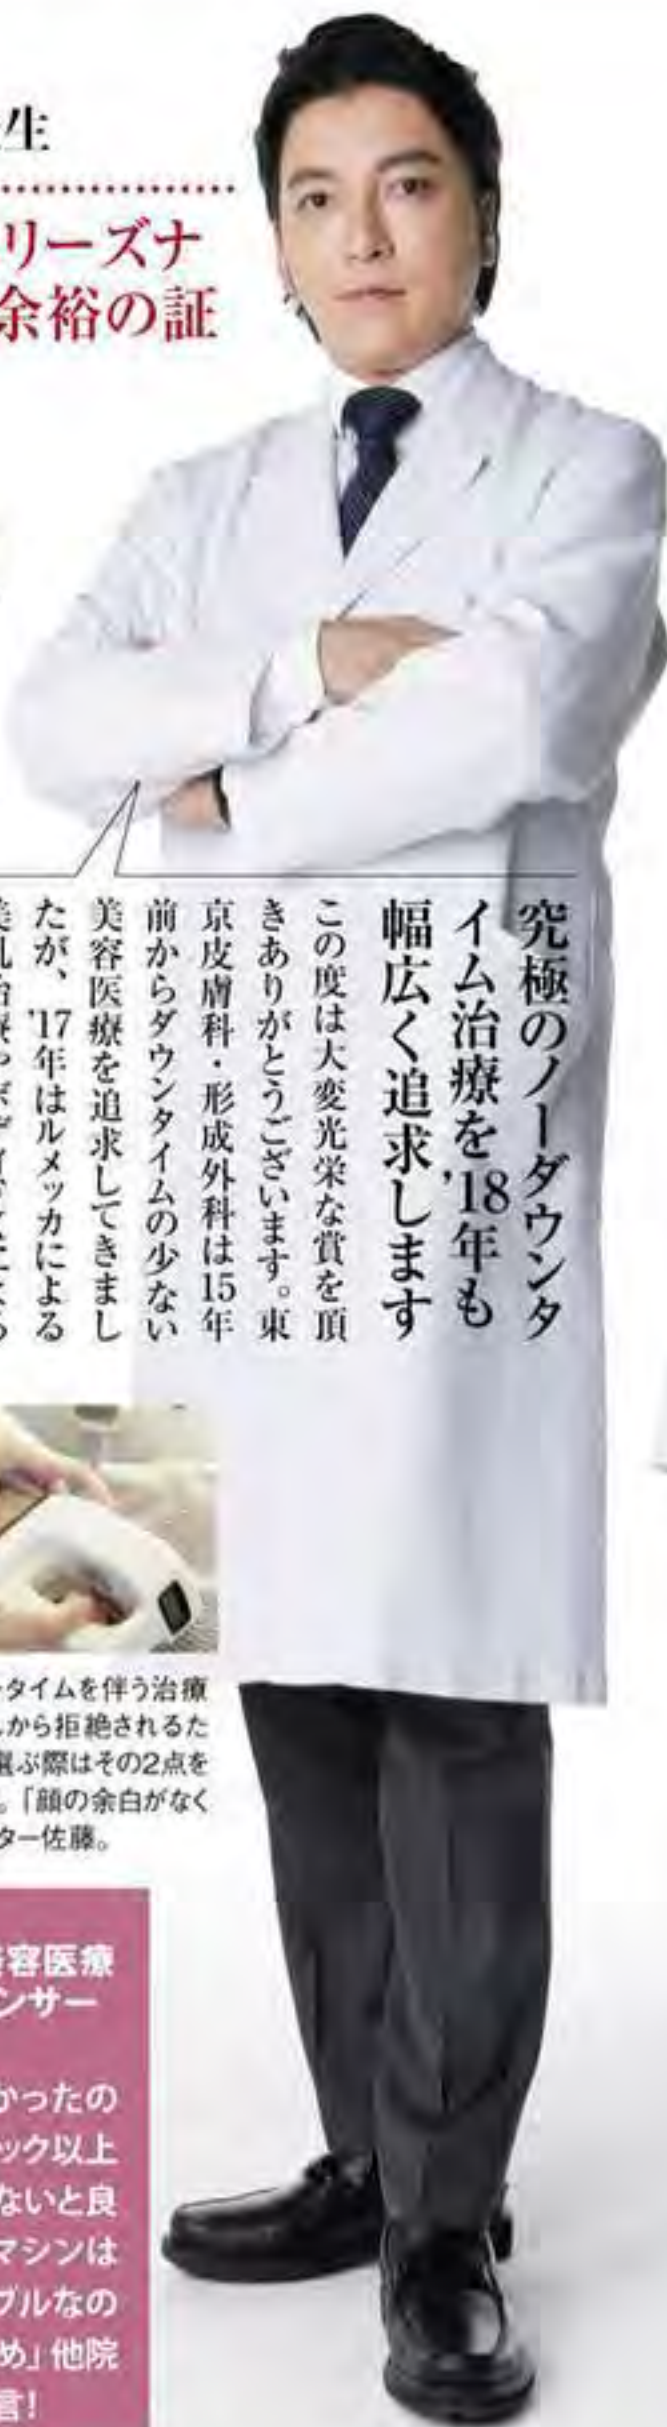 生
リーズナ
余裕の証
究極のノーダウンタ
イム治療を'18年も
幅広く追求します
この度は大変光栄な賞を頂
きありがとうございます。東
京皮膚科・形成外科は15年
前からダウンタイムの少ない
美容医療を追求してきまし
たが、'17年はルメッカによる
タイムを伴う治療
から拒絶されるた
選ぶ際はその2点を
。「顔の余白がなく
ター佐藤。
容医療
ンサー
かったの
ック以上
ないと良
マシンは
ブルなの
め」他院
言!